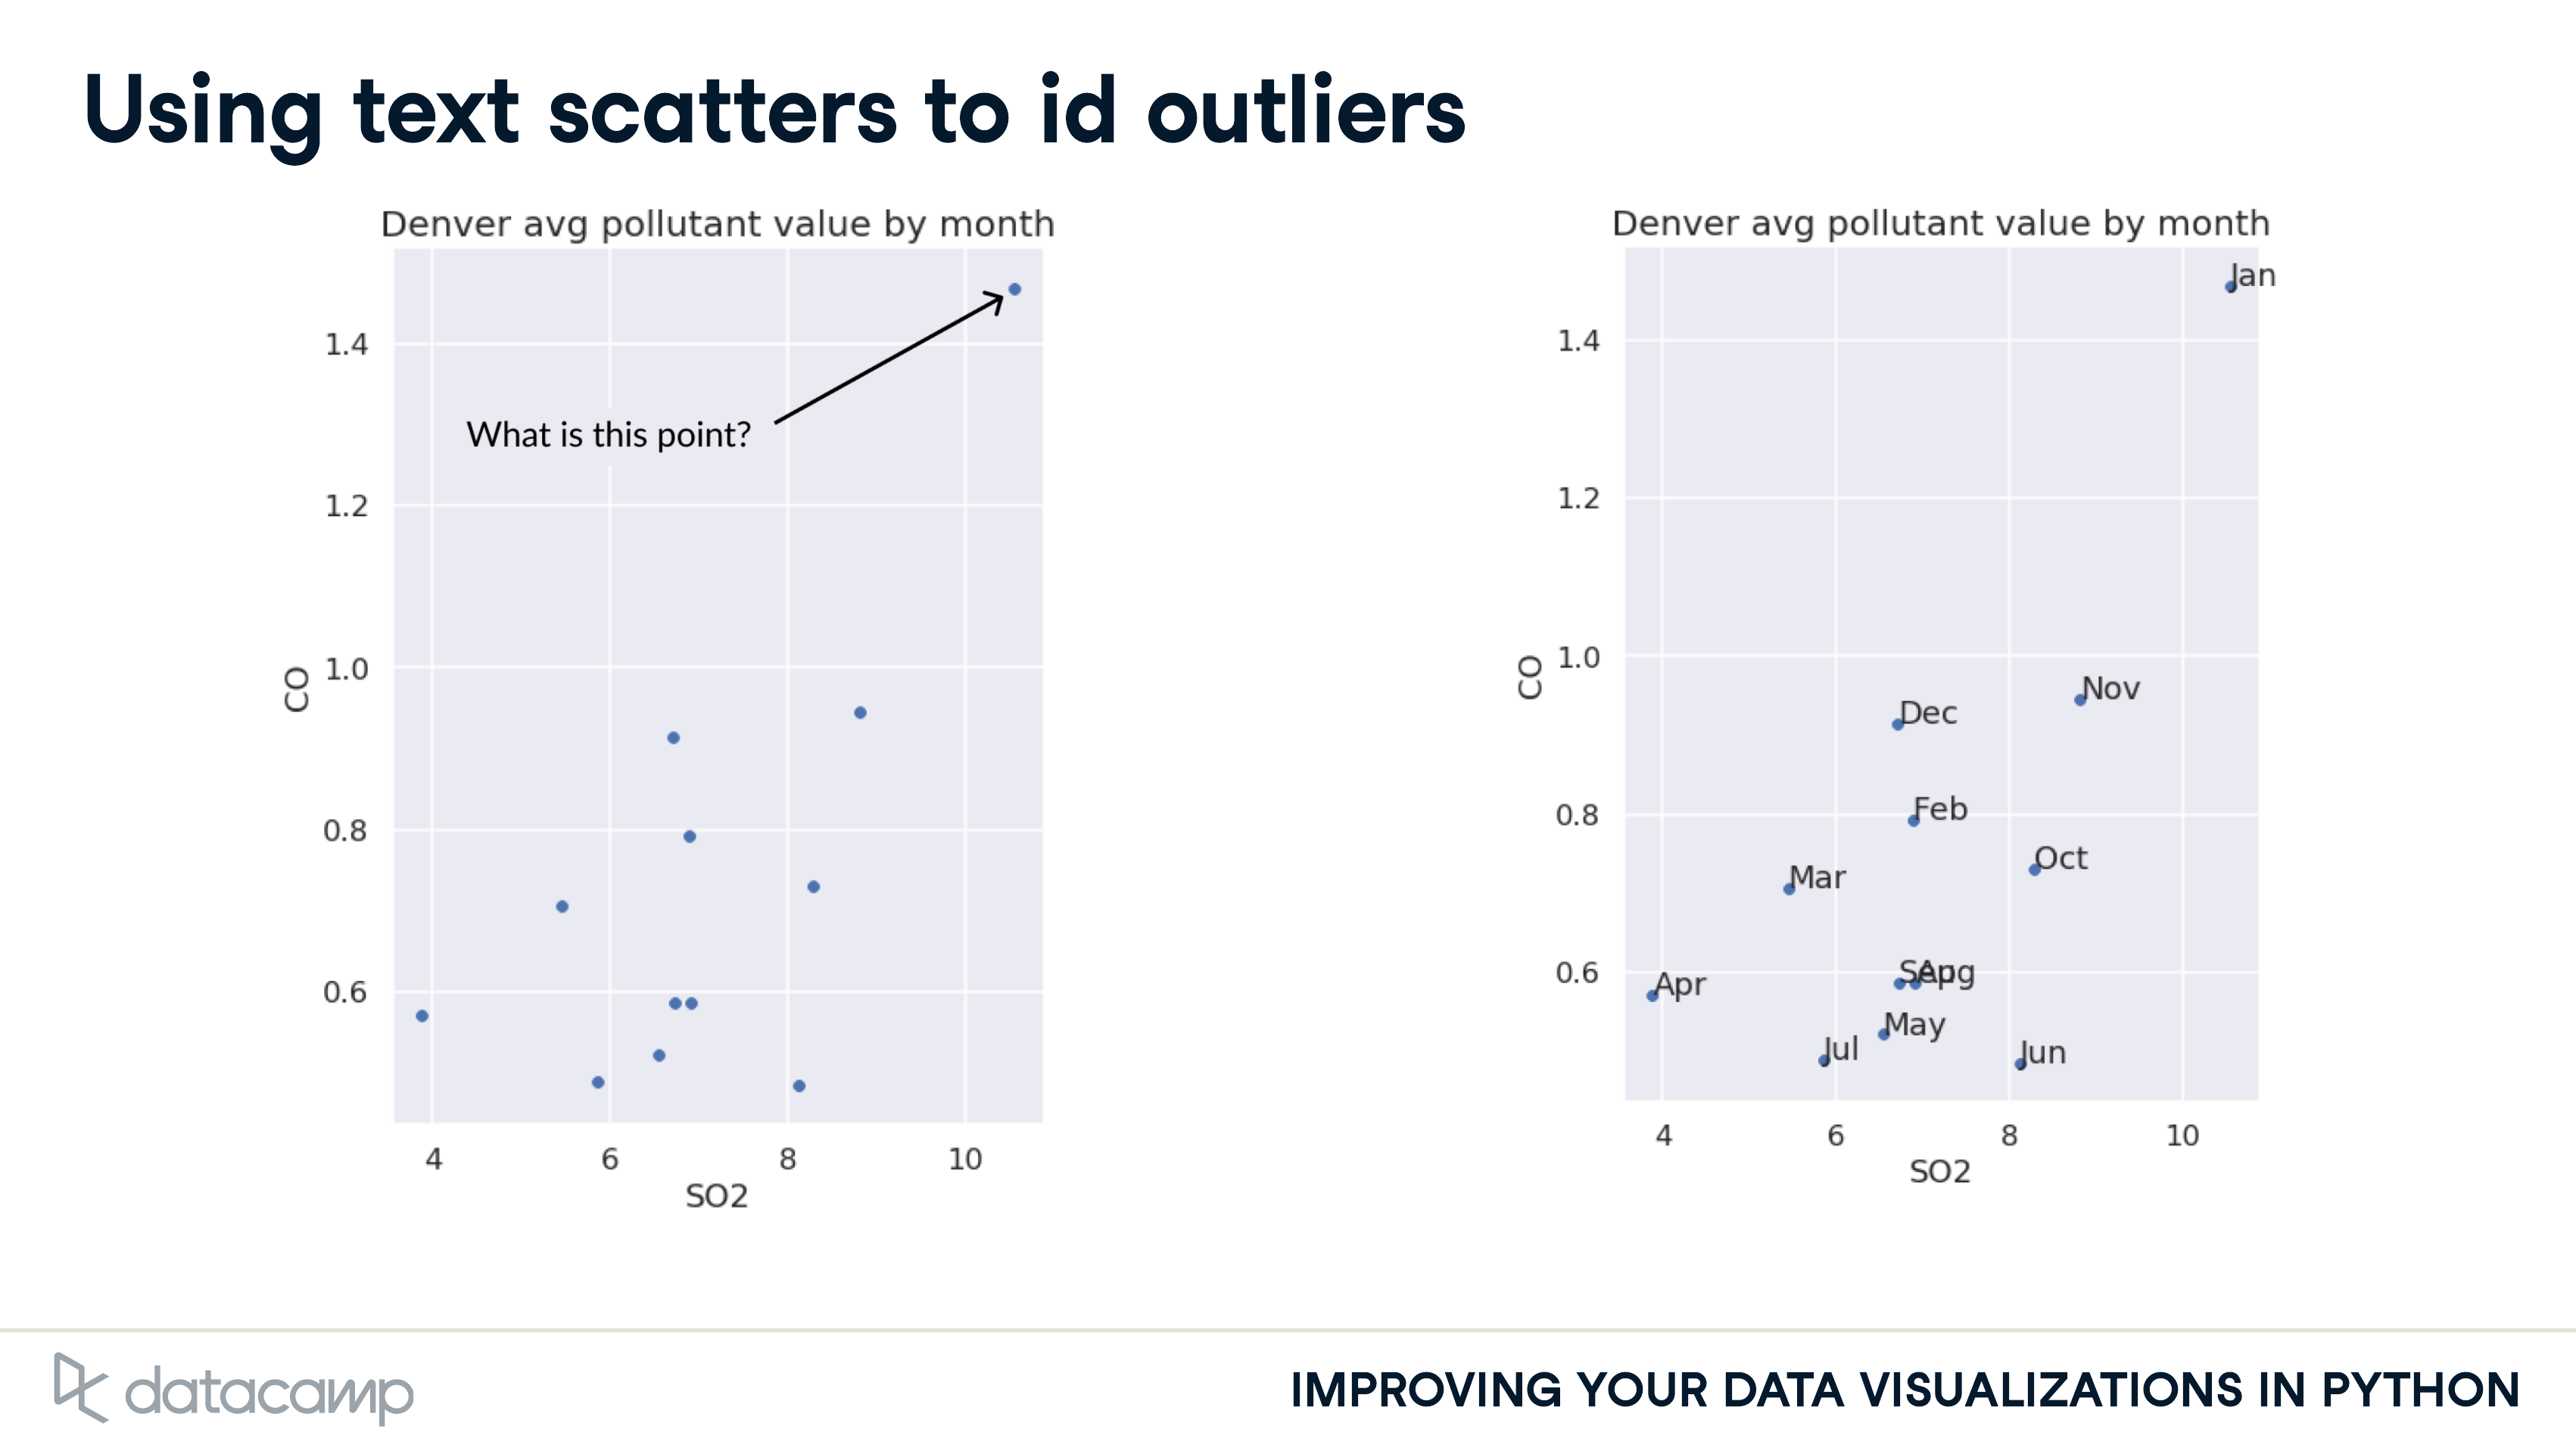 Using text scatters to id outliers
Denver avg pollutant value by month
1.4
1.2
1.0
0.8
0.6
CO
What is this point?
4 6 8 10
SO2
Denver avg pollutant value by month
1.4
1.2
1.0
0.8
0.6
CO
Jan
Nov
Dec
Feb
Oct
Mar
Sep Aug
Apr
May
Jul
Jun
4 6 8 10
SO2
datacamp
IMPROVING YOUR DATA VISUALIZATIONS IN PYTHON